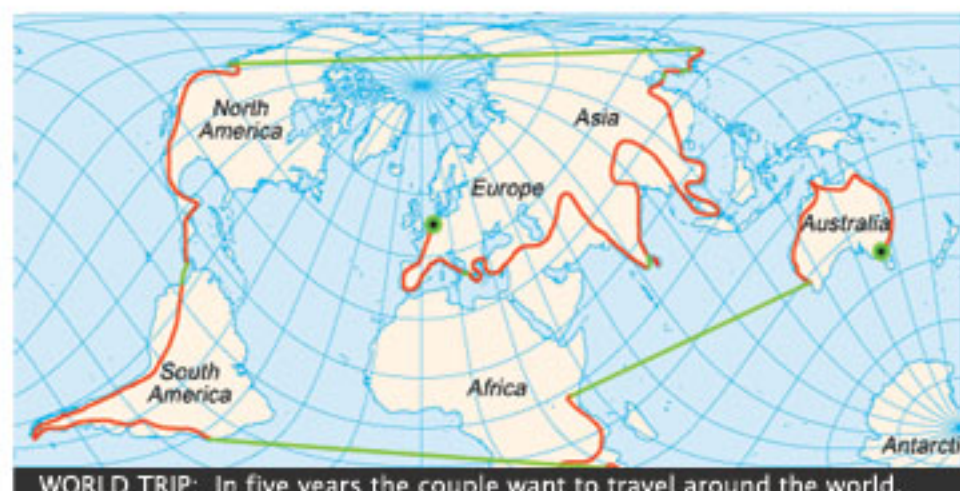 North
America
Asia
Europe
Australia
South
America
Africa
Antarcti
WORLD TRIP: In five years the couple want to travel around the world.